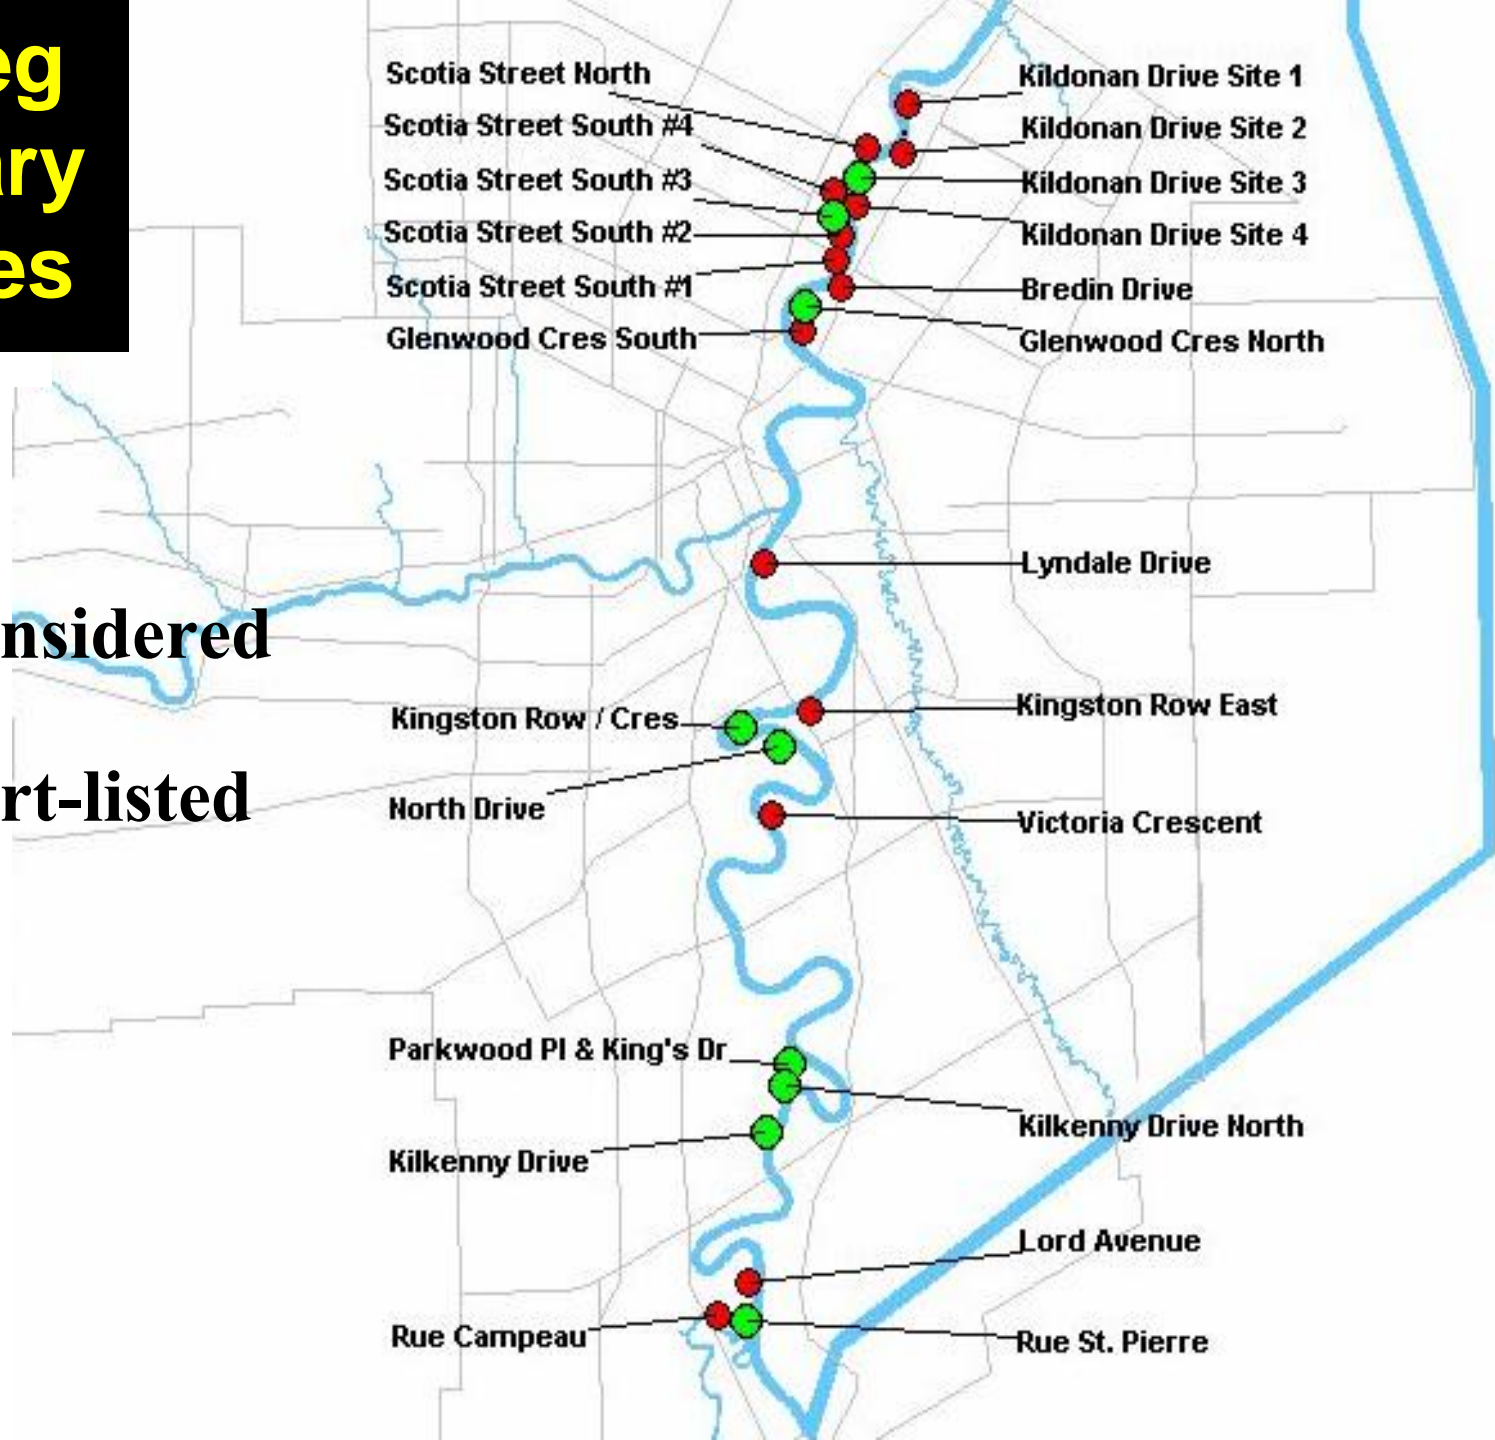 eg
ary
es
Scotia Street North
Kildonan Drive Site 1
Scotia Street South #4
Kildonan Drive Site 2
Scotia Street South #3
Kildonan Drive Site 3
Scotia Street South #2
Kildonan Drive Site 4
Scotia Street South #1
Bredin Drive
Glenwood Cres South
Glenwood Cres North
Lyndale Drive
nsidered
Kingston Row / Cres
Kingston Row East
rt-listed
North Drive
Victoria Crescent
Parkwood Pl & King's Dr
Kilkenny Drive North
Kilkenny Drive
Lord Avenue
Rue Campeau
Rue St. Pierre